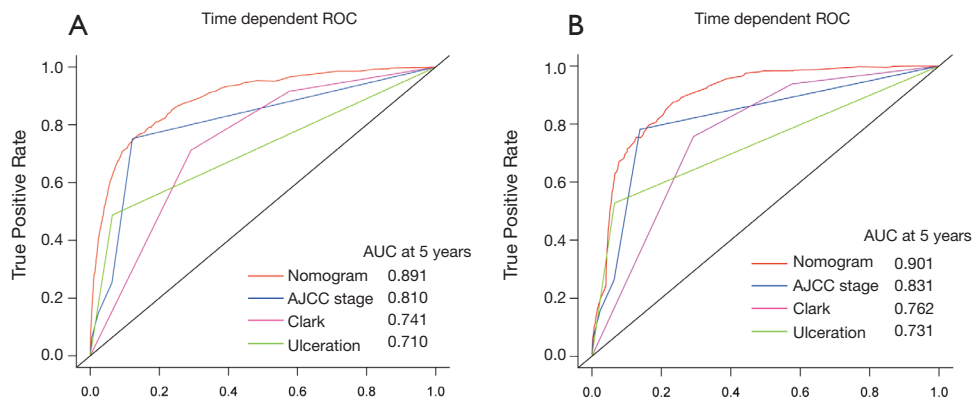 A
Time dependent ROC
True Positive Rate
1.0
0.8
0.6
0.4
0.2
0.0
AUC at 5 years
Nomogram 0.891
AJCC stage 0.810
Clark 0.741
Ulceration 0.710
0.0 0.2 0.4 0.6 0.8 1.0
B
Time dependent ROC
True Positive Rate
1.0
0.8
0.6
0.4
0.2
0.0
AUC at 5 years
Nomogram 0.901
AJCC stage 0.831
Clark 0.762
Ulceration 0.731
0.0 0.2 0.4 0.6 0.8 1.0